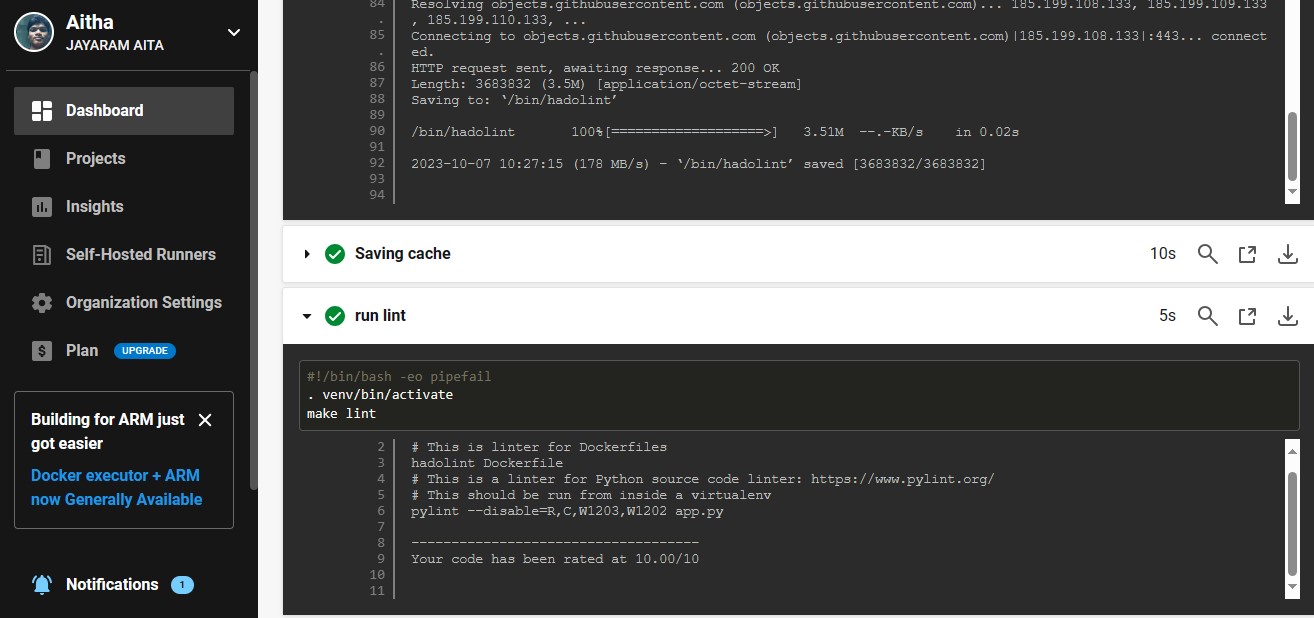 Aitha
JAYARAM AITA
Dashboard
Projects
Insights
Self-Hosted Runners
Organization Settings
Plan UPGRADE
Building for ARM just
got easier
Docker executor + ARM
now Generally Available
Notifications 1
84 Resolving objects.githubusercontent.com (objects.githubusercontent.com)... 185.199.108.133, 185.199.109.133
. , 185.199.110.133, ...
85 Connecting to objects.githubusercontent.com (objects.githubusercontent.com)|185.199.108.133|:443... connect
. ed.
86 HTTP request sent, awaiting response... 200 OK
87 Length: 3683832 (3.5M) [application/octet-stream]
88 Saving to: ‘/bin/hadolint’
89
90 /bin/hadolint 100%[===================>] 3.51M --.-KB/s in 0.02s
91
92 2023-10-07 10:27:15 (178 MB/s) - ‘/bin/hadolint’ saved [3683832/3683832]
93
94
Saving cache 10s
run lint 5s
#!/bin/bash -eo pipefail
. venv/bin/activate
make lint
2 # This is linter for Dockerfiles
3 hadolint Dockerfile
4 # This is a linter for Python source code linter: https://www.pylint.org/
5 # This should be run from inside a virtualenv
6 pylint --disable=R,C,W1203,W1202 app.py
7
8 ------------------------------------
9 Your code has been rated at 10.00/10
10
11